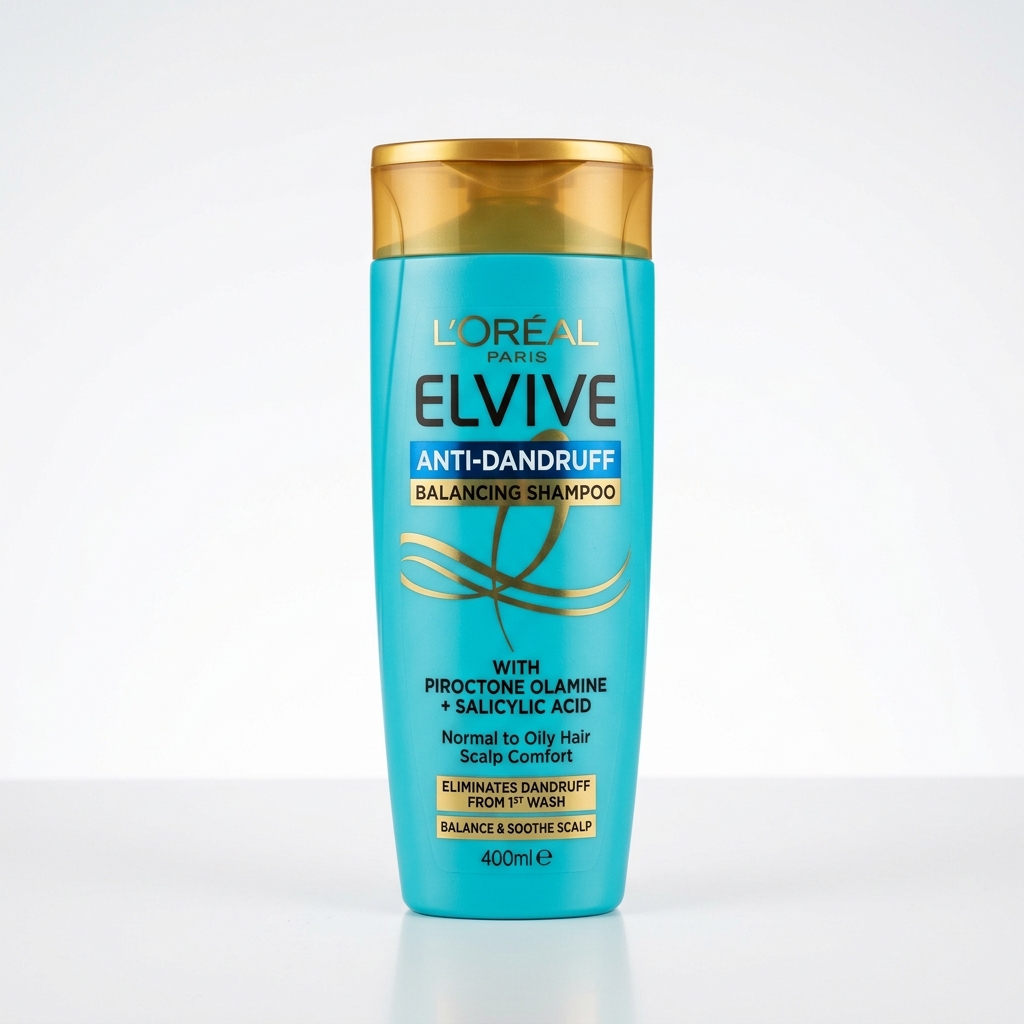 L'ORÉAL
PARIS
ELVIVE
ANTI-DANDRUFF
BALANCING SHAMPOO
WITH
PIROCTONE OLAMINE
+ SALICYLIC ACID
Normal to Oily Hair
Scalp Comfort
ELIMINATES DANDRUFF
FROM 1ST WASH
BALANCE & SOOTHE SCALP
400ml ℮